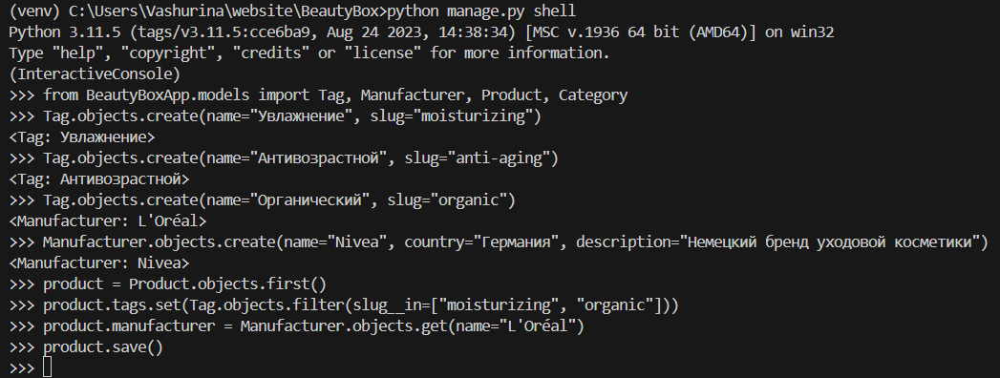 (venv) C:\Users\Vashurina\website\BeautyBox>python manage.py shell
Python 3.11.5 (tags/v3.11.5:cce6ba9, Aug 24 2023, 14:38:34) [MSC v.1936 64 bit (AMD64)] on win32
Type "help", "copyright", "credits" or "license" for more information.
(InteractiveConsole)
>>> from BeautyBoxApp.models import Tag, Manufacturer, Product, Category
>>> Tag.objects.create(name="Увлажнение", slug="moisturizing")
<Tag: Увлажнение>
>>> Tag.objects.create(name="Антивозрастной", slug="anti-aging")
<Tag: Антивозрастной>
>>> Tag.objects.create(name="Органический", slug="organic")
<Manufacturer: L'Oréal>
>>> Manufacturer.objects.create(name="Nivea", country="Германия", description="Немецкий бренд уходовой косметики")
<Manufacturer: Nivea>
>>> product = Product.objects.first()
>>> product.tags.set(Tag.objects.filter(slug__in=["moisturizing", "organic"]))
>>> product.manufacturer = Manufacturer.objects.get(name="L'Oréal")
>>> product.save()
>>>